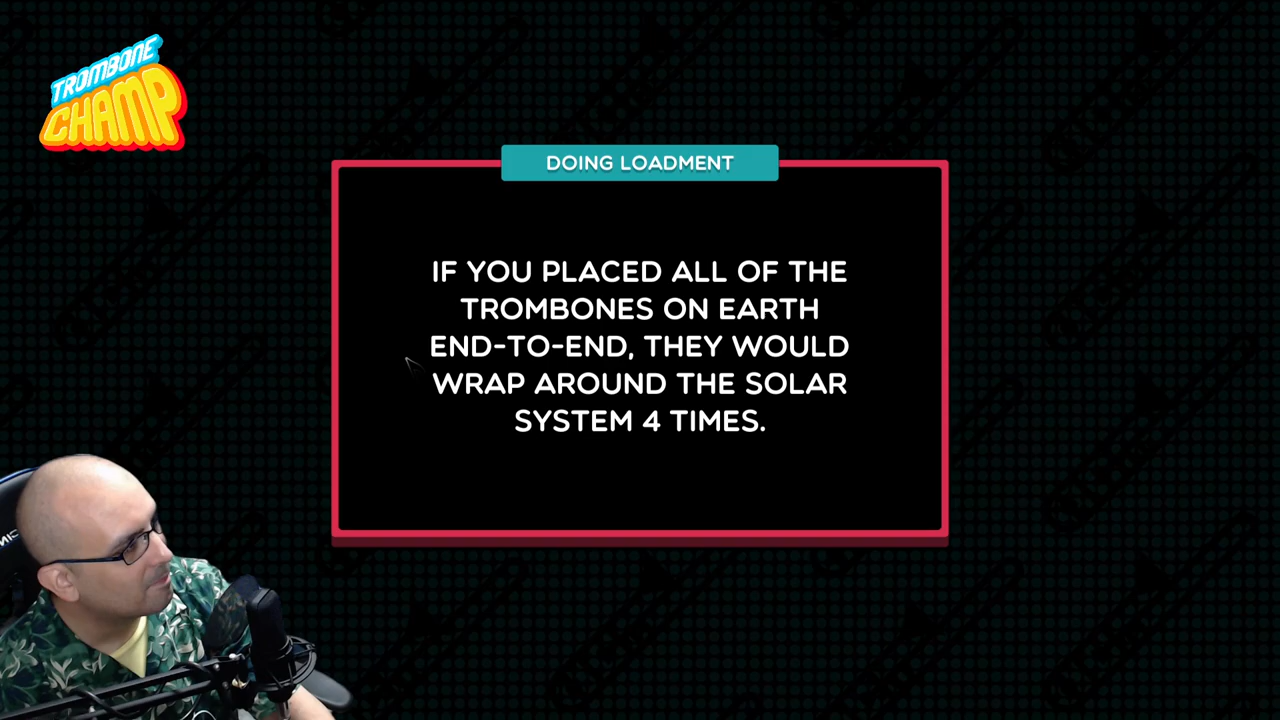 TROMBONE
CHAMP
DOING LOADMENT
IF YOU PLACED ALL OF THE
TROMBONES ON EARTH
END-TO-END, THEY WOULD
WRAP AROUND THE SOLAR
SYSTEM 4 TIMES.